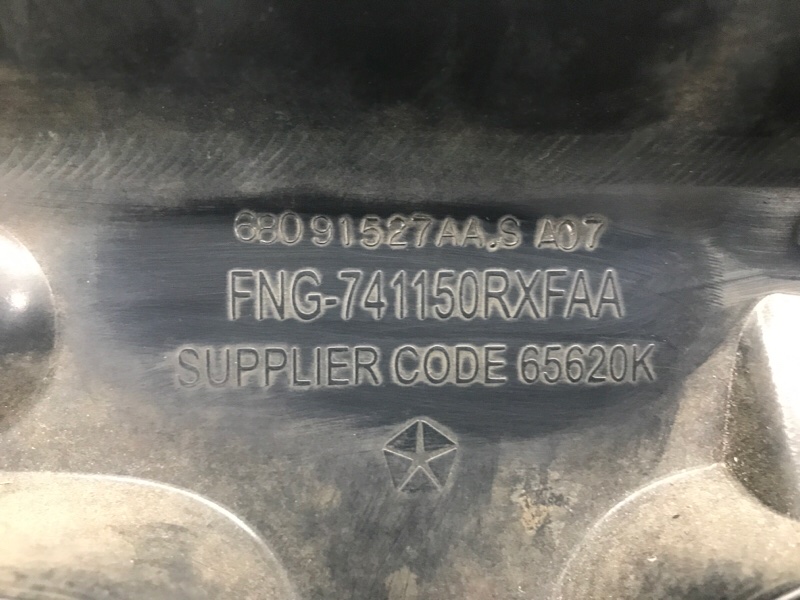 68091527AA.S A07
FNG-741150RXFAA
SUPPLIER CODE 65620K